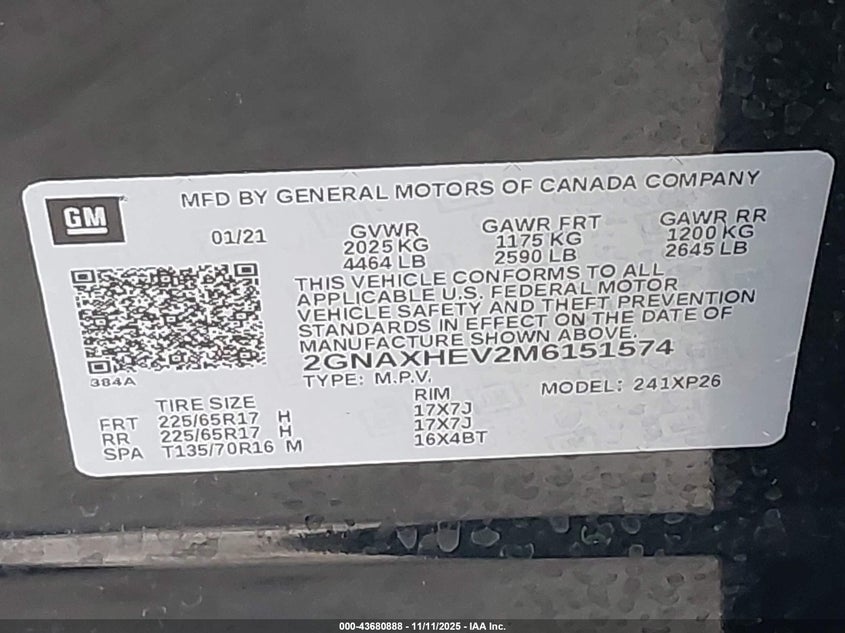 GM
MFD BY GENERAL MOTORS OF CANADA COMPANY
01/21
GVWR
2025 KG
4464 LB
GAWR FRT
1175 KG
2590 LB
GAWR RR
1200 KG
2645 LB
THIS VEHICLE CONFORMS TO ALL
APPLICABLE U.S. FEDERAL MOTOR
VEHICLE SAFETY AND THEFT PREVENTION
STANDARDS IN EFFECT ON THE DATE OF
MANUFACTURE SHOWN ABOVE.
2GNAXHEV2M6151574
384A
TYPE: M.P.V.
MODEL: 241XP26
TIRE SIZE RIM
FRT 225/65R17 H 17X7J
RR 225/65R17 H 17X7J
SPA T135/70R16 M 16X4BT
000-43680888 - 11/11/2025 - IAA Inc.